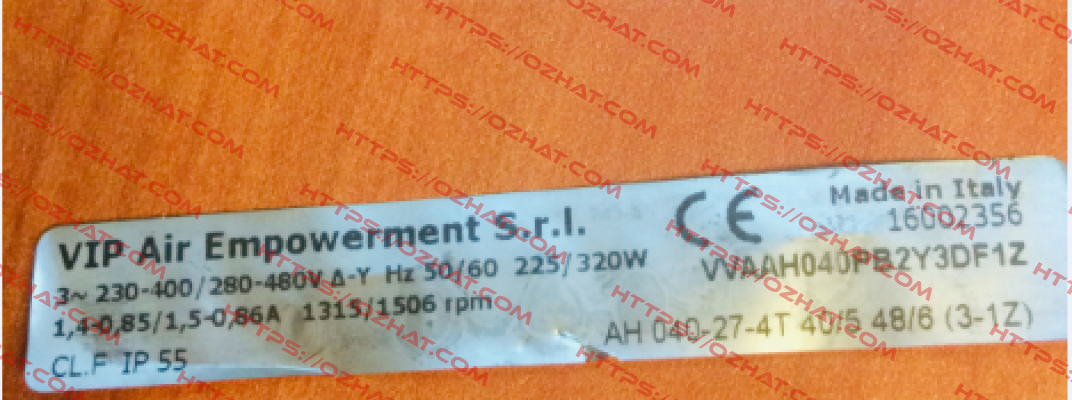 VIP Air Empowerment S.r.l.
3~ 230-400/280-480V Δ-Y Hz 50/60 225/320W
1,4-0,85/1,5-0,86A 1315/1506 rpm
CL.F IP 55
CE
Made in Italy
16002356
VVAAH040PB2Y3DF1Z
AH 040-27-4T 40/5 48/6 (3-1Z)
HTTPS://OZHAT.COM